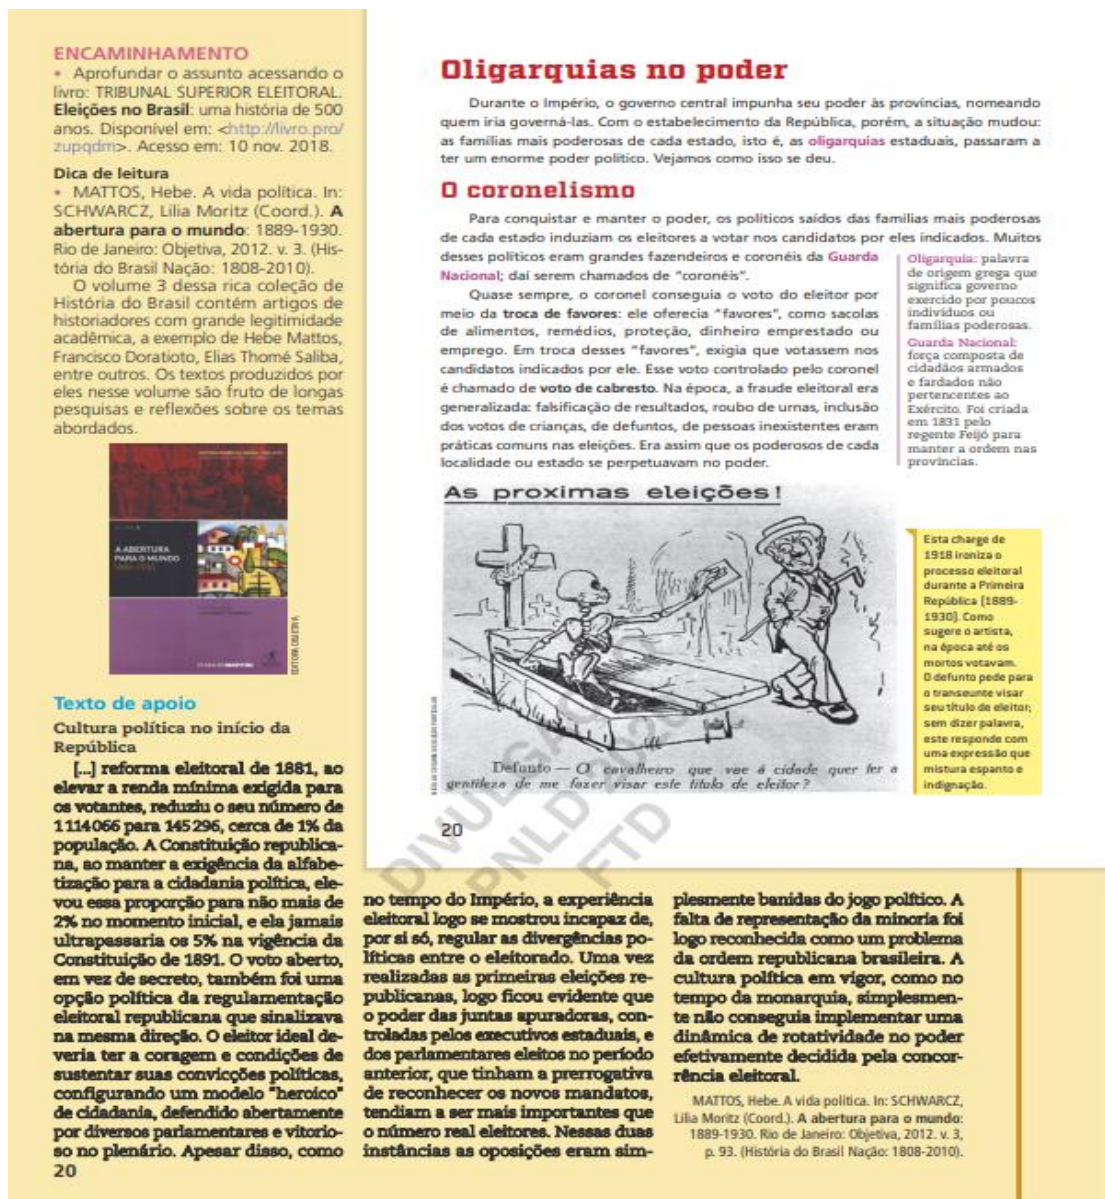 ENCAMINHAMENTO
• Aprofundar o assunto acessando o
livro: TRIBUNAL SUPERIOR ELEITORAL.
Eleições no Brasil: uma história de 500
anos. Disponível em: <http://livro.pro/
zupqdm>. Acesso em: 10 nov. 2018.
Dica de leitura
• MATTOS, Hebe. A vida política. In:
SCHWARCZ, Lilia Moritz (Coord.). A
abertura para o mundo: 1889-1930.
Rio de Janeiro: Objetiva, 2012. v. 3. (His-
tória do Brasil Nação: 1808-2010).
O volume 3 dessa rica coleção de
História do Brasil contém artigos de
historiadores com grande legitimidade
acadêmica, a exemplo de Hebe Mattos,
Francisco Doratioto, Elias Thomé Saliba,
entre outros. Os textos produzidos por
eles nesse volume são fruto de longas
pesquisas e reflexões sobre os temas
abordados.
A ABERTURA
PARA O MUNDO
1889-1930
EDITORA OBJETIVA
Texto de apoio
Cultura política no início da
República
[...] reforma eleitoral de 1881, ao
elevar a renda mínima exigida para
os votantes, reduziu o seu número de
1 114 066 para 145 296, cerca de 1% da
população. A Constituição republica-
na, ao manter a exigência da alfabe-
tização para a cidadania política, ele-
vou essa proporção para não mais de
2% no momento inicial, e ela jamais
ultrapassaria os 5% na vigência da
Constituição de 1891. O voto aberto,
em vez de secreto, também foi uma
opção política da regulamentação
eleitoral republicana que sinalizava
na mesma direção. O eleitor ideal de-
veria ter a coragem e condições de
sustentar suas convicções políticas,
configurando um modelo "heroico"
de cidadania, defendido abertamente
por diversos parlamentares e vitorio-
so no plenário. Apesar disso, como
20
Oligarquias no poder
Durante o Império, o governo central impunha seu poder às províncias, nomeando
quem iria governá-las. Com o estabelecimento da República, porém, a situação mudou:
as famílias mais poderosas de cada estado, isto é, as oligarquias estaduais, passaram a
ter um enorme poder político. Vejamos como isso se deu.
O coronelismo
Para conquistar e manter o poder, os políticos saídos das famílias mais poderosas
de cada estado induziam os eleitores a votar nos candidatos por eles indicados. Muitos
desses políticos eram grandes fazendeiros e coronéis da Guarda
Nacional; daí serem chamados de "coronéis".
Quase sempre, o coronel conseguia o voto do eleitor por
meio da troca de favores: ele oferecia "favores", como sacolas
de alimentos, remédios, proteção, dinheiro emprestado ou
emprego. Em troca desses "favores", exigia que votassem nos
candidatos indicados por ele. Esse voto controlado pelo coronel
é chamado de voto de cabresto. Na época, a fraude eleitoral era
generalizada: falsificação de resultados, roubo de urnas, inclusão
dos votos de crianças, de defuntos, de pessoas inexistentes eram
práticas comuns nas eleições. Era assim que os poderosos de cada
localidade ou estado se perpetuavam no poder.
Oligarquia: palavra
de origem grega que
significa governo
exercido por poucos
indivíduos ou
famílias poderosas.
Guarda Nacional:
força composta de
cidadãos armados
e fardados não
pertencentes ao
Exército. Foi criada
em 1831 pelo
regente Feijó para
manter a ordem nas
províncias.
As proximas eleições!
Defunto — O cavalheiro que vae á cidade quer ter a
gentileza de me fazer visar este titulo de eleitor?
Esta charge de
1918 ironiza o
processo eleitoral
durante a Primeira
República (1889-
1930). Como
sugere o artista,
na época até os
mortos votavam.
O defunto pede para
o transeunte visar
seu título de eleitor;
sem dizer palavra,
este responde com
uma expressão que
mistura espanto e
indignação.
20
no tempo do Império, a experiência
eleitoral logo se mostrou incapaz de,
por si só, regular as divergências po-
líticas entre o eleitorado. Uma vez
realizadas as primeiras eleições re-
publicanas, logo ficou evidente que
o poder das juntas apuradoras, con-
troladas pelos executivos estaduais, e
dos parlamentares eleitos no período
anterior, que tinham a prerrogativa
de reconhecer os novos mandatos,
tendiam a ser mais importantes que
o número real eleitores. Nessas duas
instâncias as oposições eram sim-
plesmente banidas do jogo político. A
falta de representação da minoria foi
logo reconhecida como um problema
da ordem republicana brasileira. A
cultura política em vigor, como no
tempo da monarquia, simplesmen-
te não conseguia implementar uma
dinâmica de rotatividade no poder
efetivamente decidida pela concor-
rência eleitoral.
MATTOS, Hebe. A vida política. In: SCHWARCZ,
Lilia Moritz (Coord.). A abertura para o mundo:
1889-1930. Rio de Janeiro: Objetiva, 2012. v. 3,
p. 93. (História do Brasil Nação: 1808-2010).
PNLD
FTD